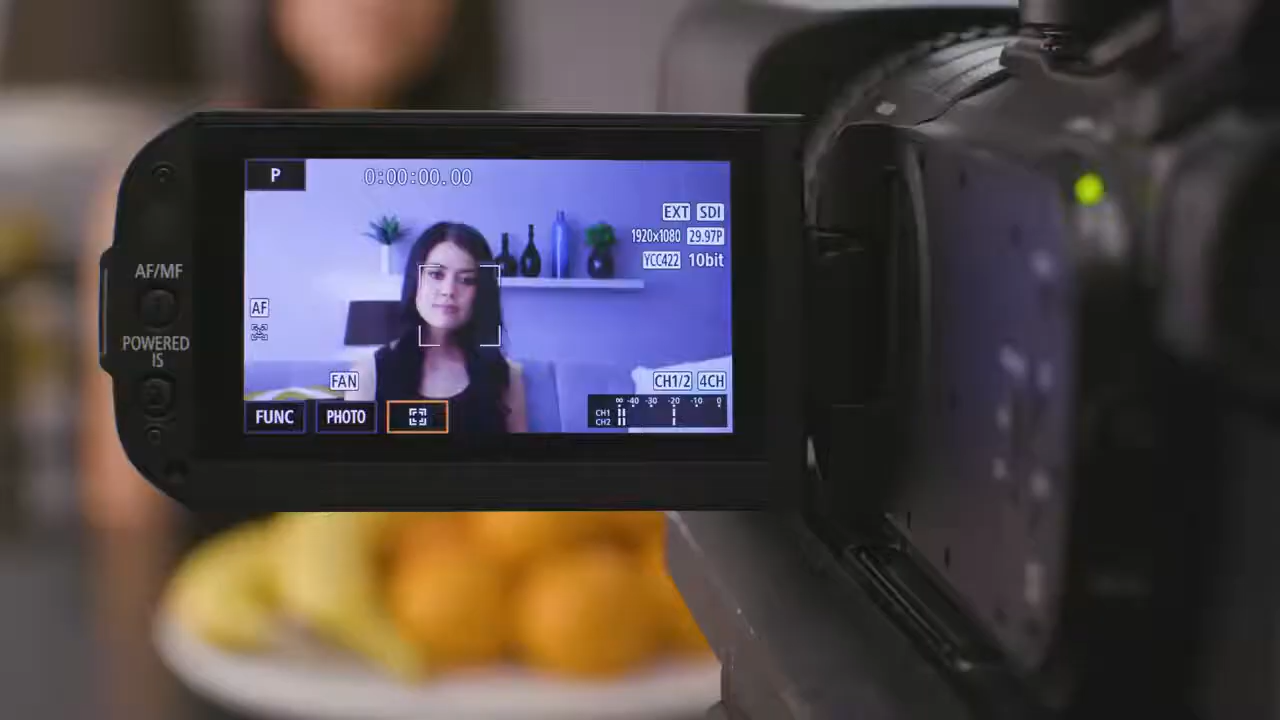 P
0:00:00.00
EXT SDI
1920x1080 29.97P
YCC422 10bit
AF/MF
AF
POWERED
IS
FAN
CH1/2 4CH
FUNC PHOTO
∞ -40 -30 -20 -10 0
CH1
CH2